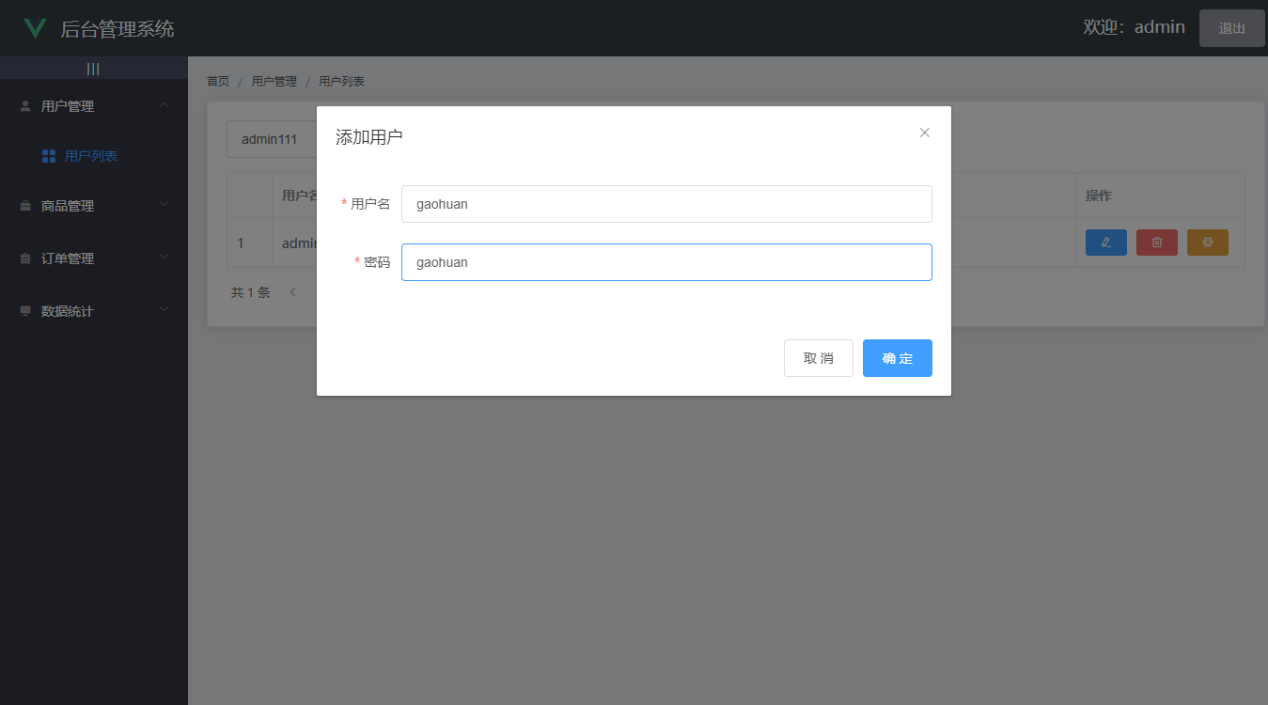 后台管理系统
欢迎：admin
退出
|||
首页 / 用户管理 / 用户列表
用户管理
用户列表
商品管理
订单管理
数据统计
admin111
用户名
操作
1
共 1 条
添加用户
* 用户名
gaohuan
* 密码
gaohuan
取 消
确 定